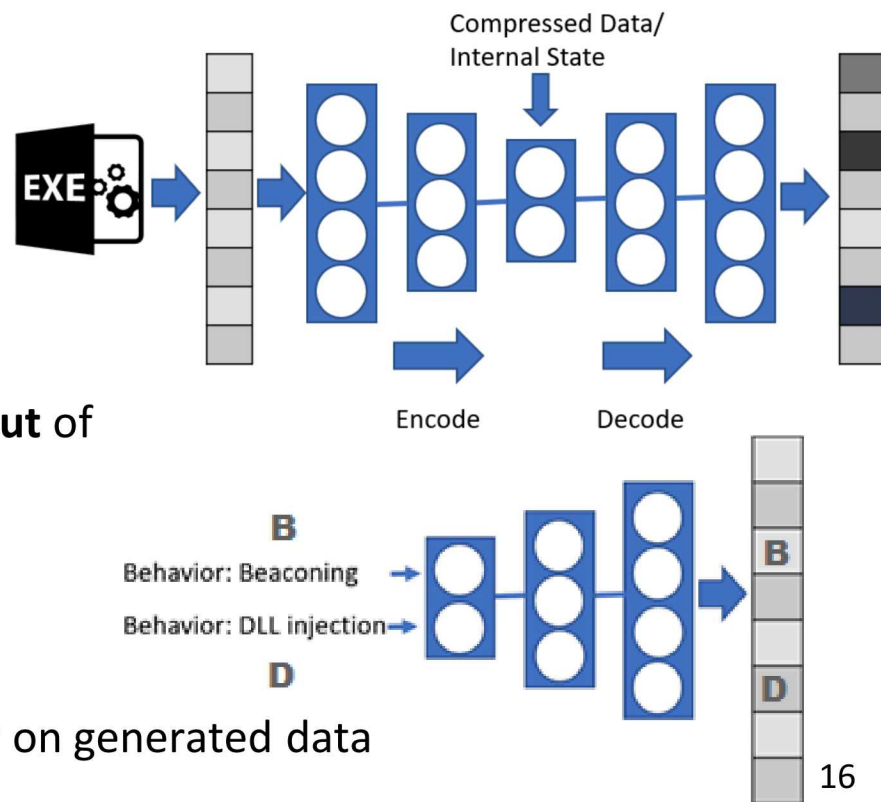 Compressed Data/
Internal State
EXE
Encode
Decode
ut of
B
B
Behavior: Beaconing
Behavior: DLL injection
D
D
on generated data
16